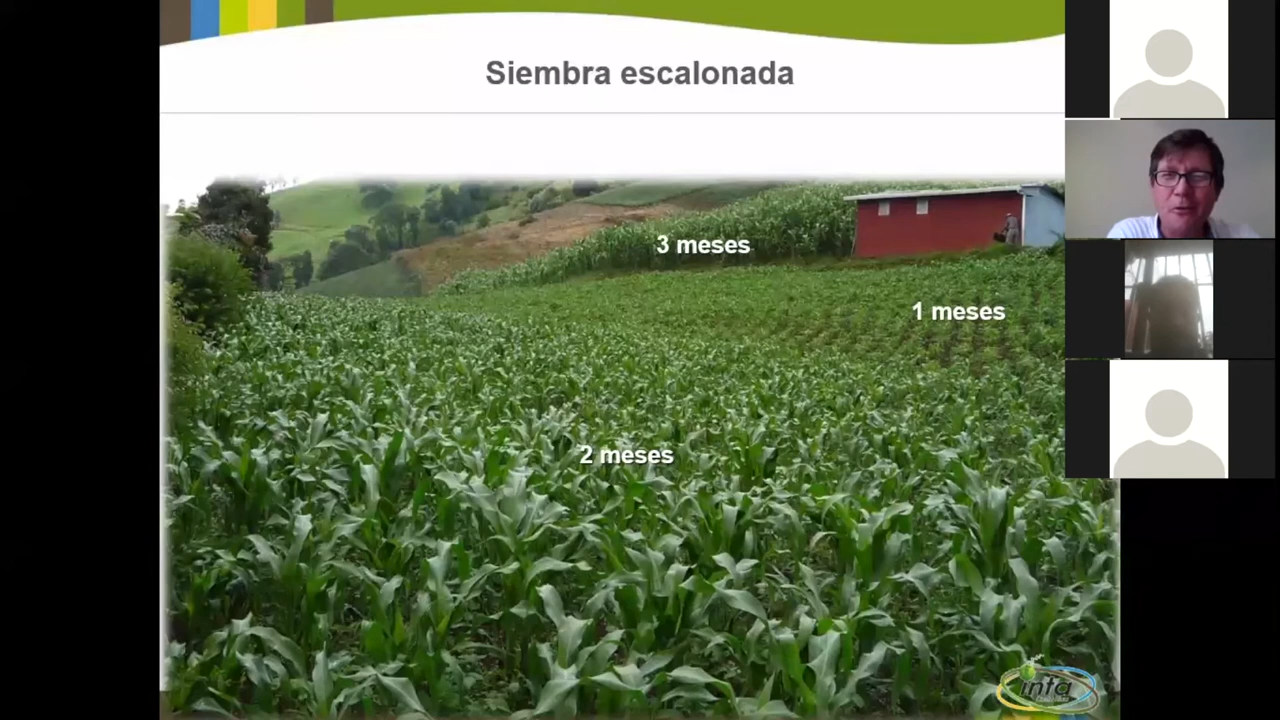 Siembra escalonada
3 meses
1 meses
2 meses
inta